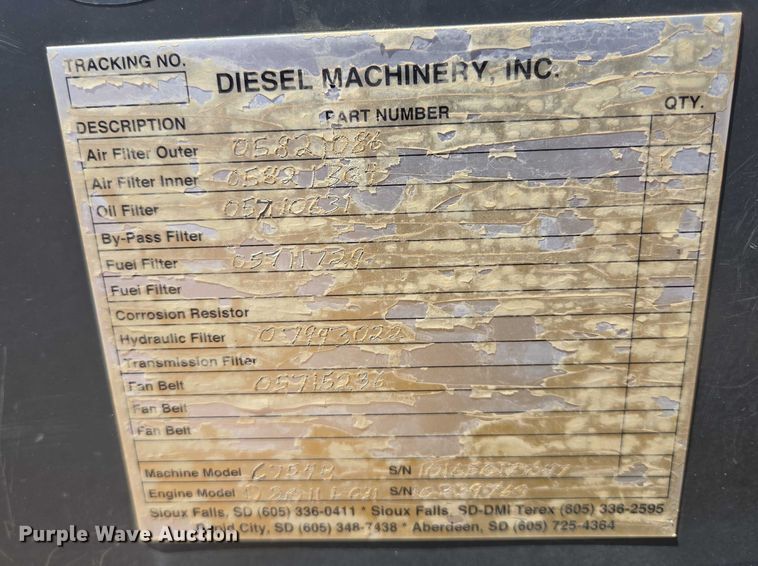 TRACKING NO.
DIESEL MACHINERY, INC.
DESCRIPTION PART NUMBER QTY.
Air Filter Outer 05821086
Air Filter Inner
Oil Filter 05710631
By-Pass Filter
Fuel Filter
Fuel Filter
Corrosion Resistor
Hydraulic Filter 057993022
Transmission Filter
Fan Belt 05715236
Fan Belt
Fan Belt
Machine Model S/N
Engine Model S/N
Sioux Falls, SD (605) 336-0411 * Sioux Falls, SD-DMI Terex (605) 336-2595
Rapid City, SD (605) 348-7438 * Aberdeen, SD (605) 725-4364
Purple Wave Auction